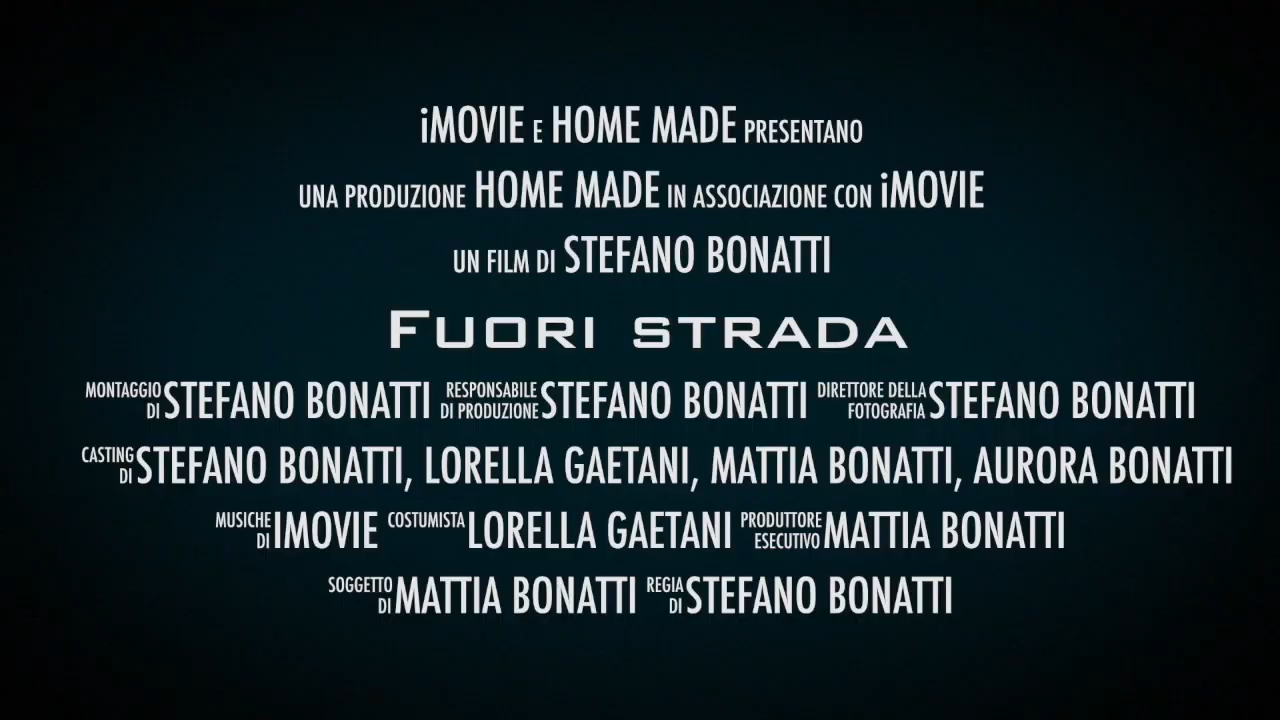 iMOVIE E HOME MADE PRESENTANO
UNA PRODUZIONE HOME MADE IN ASSOCIAZIONE CON iMOVIE
UN FILM DI STEFANO BONATTI
FUORI STRADA
MONTAGGIO DI STEFANO BONATTI RESPONSABILE DI PRODUZIONE STEFANO BONATTI DIRETTORE DELLA FOTOGRAFIA STEFANO BONATTI
CASTING DI STEFANO BONATTI, LORELLA GAETANI, MATTIA BONATTI, AURORA BONATTI
MUSICHE DI IMOVIE COSTUMISTA LORELLA GAETANI PRODUTTORE ESECUTIVO MATTIA BONATTI
SOGGETTO DI MATTIA BONATTI REGIA DI STEFANO BONATTI